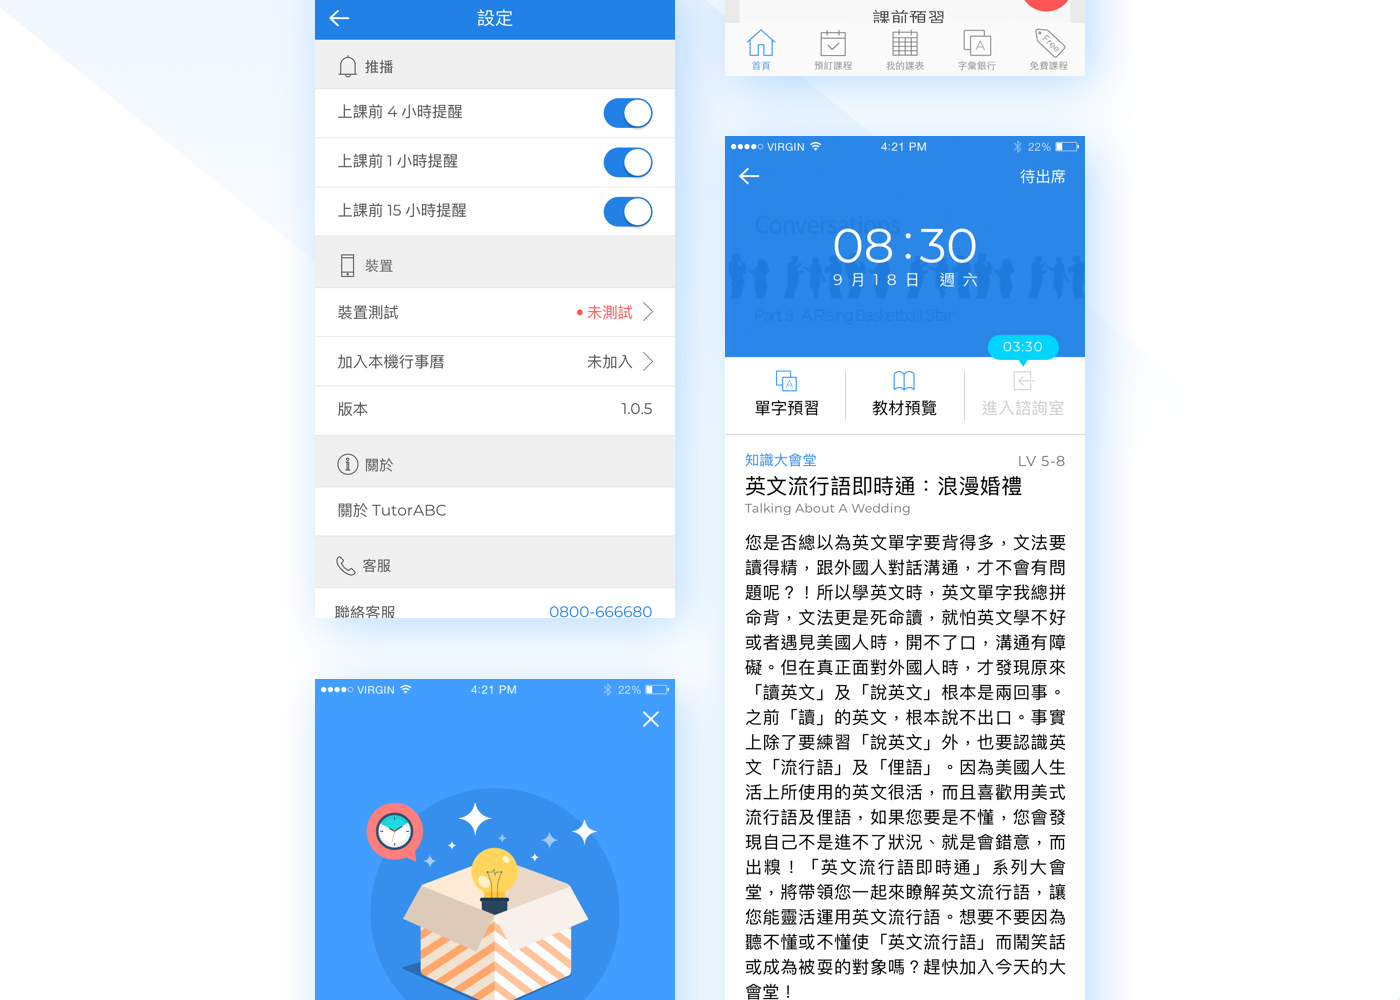 設定
推播
上課前 4 小時提醒
上課前 1 小時提醒
上課前 15 小時提醒
裝置
裝置測試 未測試
加入本機行事曆 未加入
版本 1.0.5
關於
關於 TutorABC
客服
聯絡客服 0800-666680
VIRGIN 4:21 PM 22%
課前預習
Free
A
首頁 預訂課程 我的課表 字彙銀行 免費課程
VIRGIN 4:21 PM 22%
待出席
Conversations
08:30
9月18日 週六
Part 3: A Rising Basketball Star
03:30
A
單字預習 教材預覽 進入諮詢室
知識大會堂 LV 5-8
英文流行語即時通：浪漫婚禮
Talking About A Wedding
您是否總以為英文單字要背得多，文法要
讀得精，跟外國人對話溝通，才不會有問
題呢？！所以學英文時，英文單字我總拼
命背，文法更是死命讀，就怕英文學不好
或者遇見美國人時，開不了口，溝通有障
礙。但在真正面對外國人時，才發現原來
「讀英文」及「說英文」根本是兩回事。
之前「讀」的英文，根本說不出口。事實
上除了要練習「說英文」外，也要認識英
文「流行語」及「俚語」。因為美國人生
活上所使用的英文很活，而且喜歡用美式
流行語及俚語，如果您要是不懂，您會發
現自己不是進不了狀況、就是會錯意，而
出糗！「英文流行語即時通」系列大會
堂，將帶領您一起來瞭解英文流行語，讓
您能靈活運用英文流行語。想要不要因為
聽不懂或不懂使「英文流行語」而鬧笑話
或成為被耍的對象嗎？趕快加入今天的大
會堂！